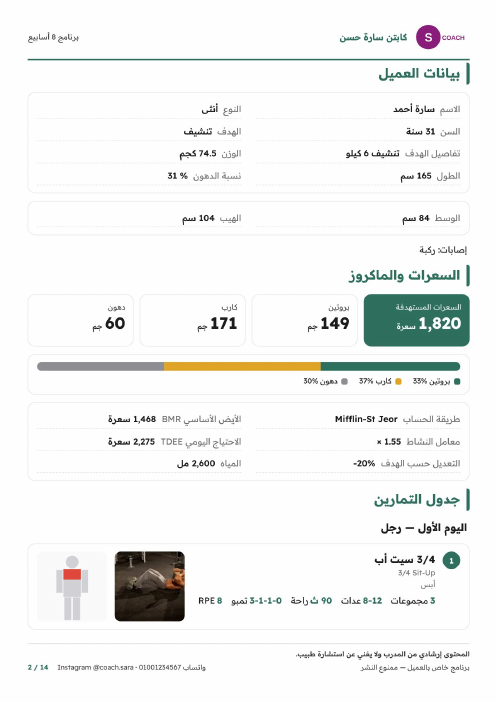 COACH S كابتن سارة حسن
برنامج 8 أسابيع
بيانات العميل
الاسم سارة أحمد
النوع أنثى
السن 31 سنة
الهدف تنشيف
تفاصيل الهدف تنشيف 6 كيلو
الوزن 74.5 كجم
الطول 165 سم
نسبة الدهون 31 %
الوسط 84 سم
الهيب 104 سم
إصابات: ركبة
السعرات والماكروز
السعرات المستهدفة
1,820 سعرة
بروتين
149 جم
كارب
171 جم
دهون
60 جم
بروتين 33% كارب 37% دهون 30%
طريقة الحساب Mifflin-St Jeor
الأيض الأساسي BMR 1,468 سعرة
معامل النشاط 1.55 ×
الاحتياج اليومي TDEE 2,275 سعرة
التعديل حسب الهدف -20%
المياه 2,600 مل
جدول التمارين
اليوم الأول — رجل
1 3/4 سيت أب
3/4 Sit-Up
أبس
3 مجموعات 8-12 عدات 90 ث راحة 3-1-1-0 تمبو RPE 8
المحتوى إرشادي من المدرب ولا يغني عن استشارة طبيب.
برنامج خاص بالعميل — ممنوع النشر
واتساب 01001234567 · Instagram @coach.sara
2 / 14